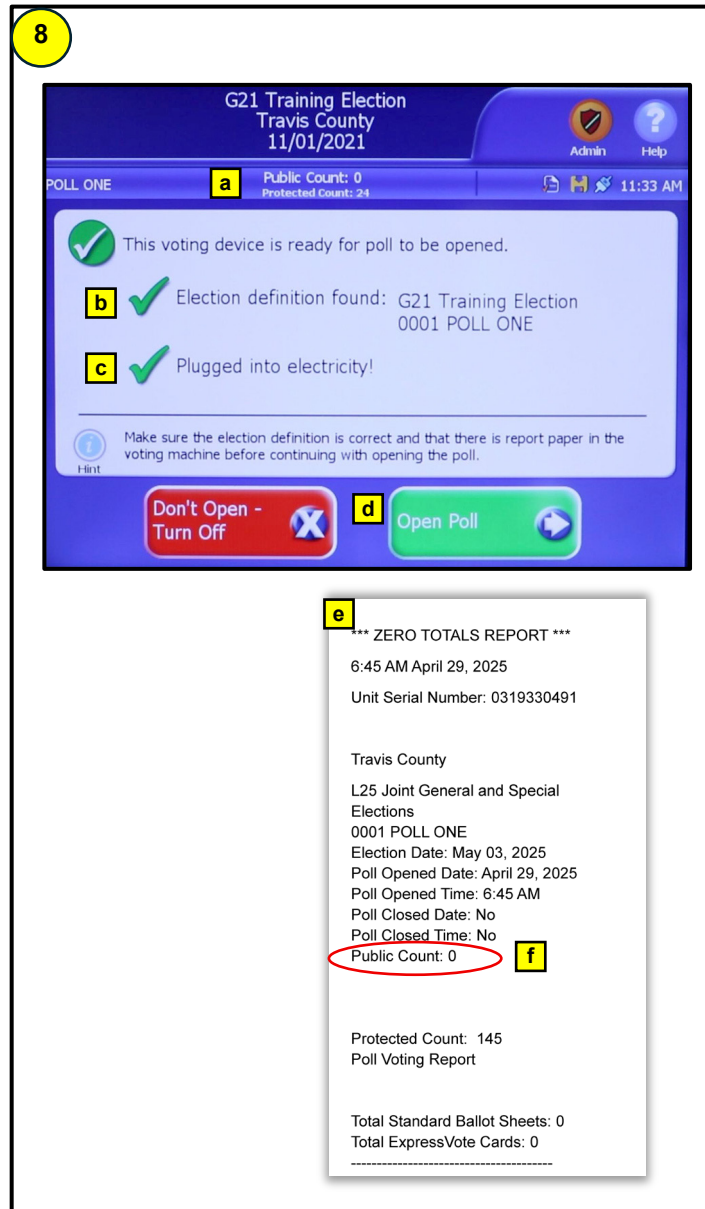 8
G21 Training Election
Travis County
11/01/2021
Admin
Help
POLL ONE
a
Public Count: 0
Protected Count: 24
11:33 AM
This voting device is ready for poll to be opened.
b
Election definition found: G21 Training Election
0001 POLL ONE
c
Plugged into electricity!
Hint
Make sure the election definition is correct and that there is report paper in the
voting machine before continuing with opening the poll.
Don't Open -
Turn Off
d
Open Poll
e
*** ZERO TOTALS REPORT ***
6:45 AM April 29, 2025
Unit Serial Number: 0319330491
Travis County
L25 Joint General and Special
Elections
0001 POLL ONE
Election Date: May 03, 2025
Poll Opened Date: April 29, 2025
Poll Opened Time: 6:45 AM
Poll Closed Date: No
Poll Closed Time: No
Public Count: 0
f
Protected Count: 145
Poll Voting Report
Total Standard Ballot Sheets: 0
Total ExpressVote Cards: 0
---------------------------------------